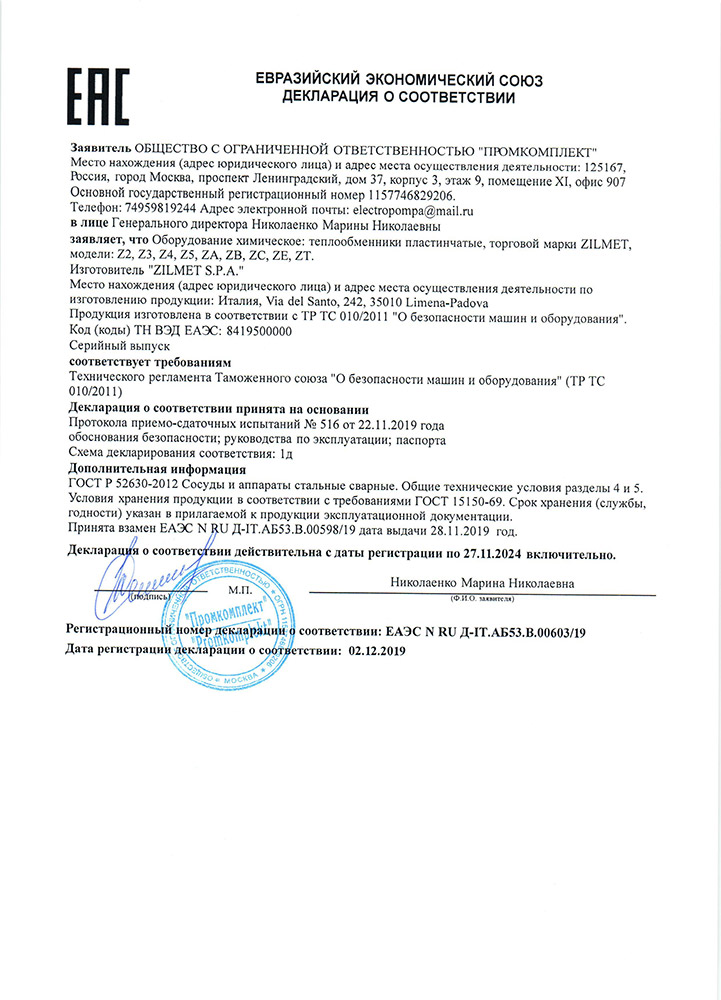 EAC
ЕВРАЗИЙСКИЙ ЭКОНОМИЧЕСКИЙ СОЮЗ
ДЕКЛАРАЦИЯ О СООТВЕТСТВИИ
Заявитель ОБЩЕСТВО С ОГРАНИЧЕННОЙ ОТВЕТСТВЕННОСТЬЮ "ПРОМКОМПЛЕКТ"
Место нахождения (адрес юридического лица) и адрес места осуществления деятельности: 125167,
Россия, город Москва, проспект Ленинградский, дом 37, корпус 3, этаж 9, помещение XI, офис 907
Основной государственный регистрационный номер 1157746829206.
Телефон: 74959819244 Адрес электронной почты: electropompa@mail.ru
в лице Генерального директора Николаенко Марины Николаевны
заявляет, что Оборудование химическое: теплообменники пластинчатые, торговой марки ZILMET,
модели: Z2, Z3, Z4, Z5, ZA, ZB, ZC, ZE, ZT.
Изготовитель "ZILMET S.P.A."
Место нахождения (адрес юридического лица) и адрес места осуществления деятельности по
изготовлению продукции: Италия, Via del Santo, 242, 35010 Limena-Padova
Продукция изготовлена в соответствии с ТР ТС 010/2011 "О безопасности машин и оборудования".
Код (коды) ТН ВЭД ЕАЭС: 8419500000
Серийный выпуск
соответствует требованиям
Технического регламента Таможенного союза "О безопасности машин и оборудования" (ТР ТС
010/2011)
Декларация о соответствии принята на основании
Протокола приемо-сдаточных испытаний № 516 от 22.11.2019 года
обоснования безопасности; руководства по эксплуатации; паспорта
Схема декларирования соответствия: 1д
Дополнительная информация
ГОСТ Р 52630-2012 Сосуды и аппараты стальные сварные. Общие технические условия разделы 4 и 5.
Условия хранения продукции в соответствии с требованиями ГОСТ 15150-69. Срок хранения (службы,
годности) указан в прилагаемой к продукции эксплуатационной документации.
Принята взамен ЕАЭС N RU Д-IT.АБ53.В.00598/19 дата выдачи 28.11.2019 год.
Декларация о соответствии действительна с даты регистрации по 27.11.2024 включительно.
(подпись)
М.П.
Николаенко Марина Николаевна
(Ф.И.О. заявителя)
"Промкомплект"
"Promkomplekt"
МОСКВА
Регистрационный номер декларации о соответствии: ЕАЭС N RU Д-IT.АБ53.В.00603/19
Дата регистрации декларации о соответствии: 02.12.2019